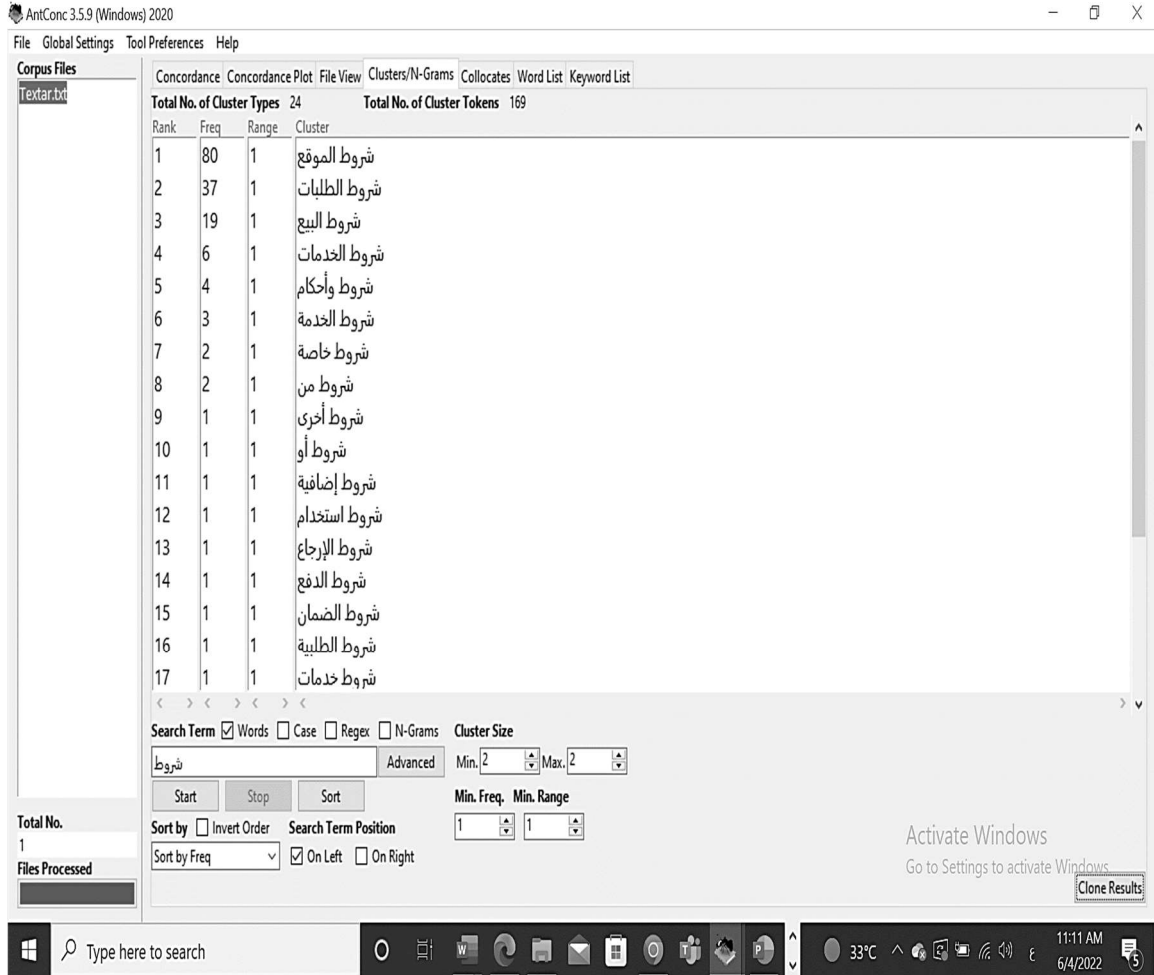 AntConc 3.5.9 (Windows) 2020
File Global Settings Tool Preferences Help
Corpus Files
Textar.txt
Concordance Concordance Plot File View Clusters/N-Grams Collocates Word List Keyword List
Total No. of Cluster Types 24 Total No. of Cluster Tokens 169
Rank Freq Range Cluster
1 80 1 شروط الموقع
2 37 1 شروط الطلبات
3 19 1 شروط البيع
4 6 1 شروط الخدمات
5 4 1 شروط وأحكام
6 3 1 شروط الخدمة
7 2 1 شروط خاصة
8 2 1 شروط من
9 1 1 شروط أخرى
10 1 1 شروط أو
11 1 1 شروط إضافية
12 1 1 شروط استخدام
13 1 1 شروط الإرجاع
14 1 1 شروط الدفع
15 1 1 شروط الضمان
16 1 1 شروط الطلبية
17 1 1 شروط خدمات
Search Term Words Case Regex N-Grams Cluster Size
شروط Advanced Min. 2 Max. 2
Start Stop Sort Min. Freq. Min. Range
Total No.
1
Sort by Invert Order Search Term Position 1 1
Sort by Freq On Left On Right
Files Processed
Activate Windows
Go to Settings to activate Windows.
Clone Results
Type here to search
33°C ع 11:11 AM
6/4/2022
5